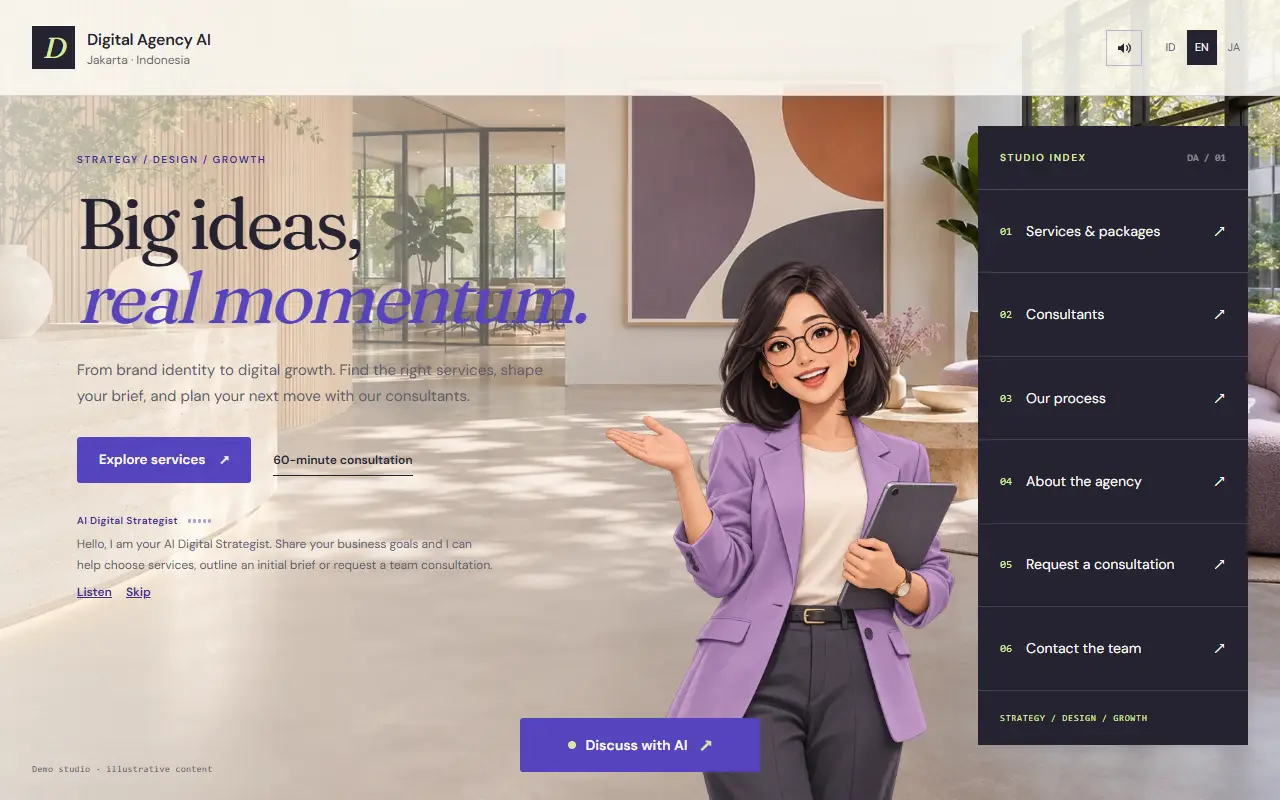 D
Digital Agency AI
Jakarta · Indonesia
ID EN JA
STRATEGY / DESIGN / GROWTH
Big ideas,
real momentum.
From brand identity to digital growth. Find the right services, shape
your brief, and plan your next move with our consultants.
Explore services ↗
60-minute consultation
AI Digital Strategist
Hello, I am your AI Digital Strategist. Share your business goals and I can
help choose services, outline an initial brief or request a team consultation.
Listen Skip
STUDIO INDEX DA / 01
01 Services & packages ↗
02 Consultants ↗
03 Our process ↗
04 About the agency ↗
05 Request a consultation ↗
06 Contact the team ↗
STRATEGY / DESIGN / GROWTH
Discuss with AI ↗
Demo studio · illustrative content